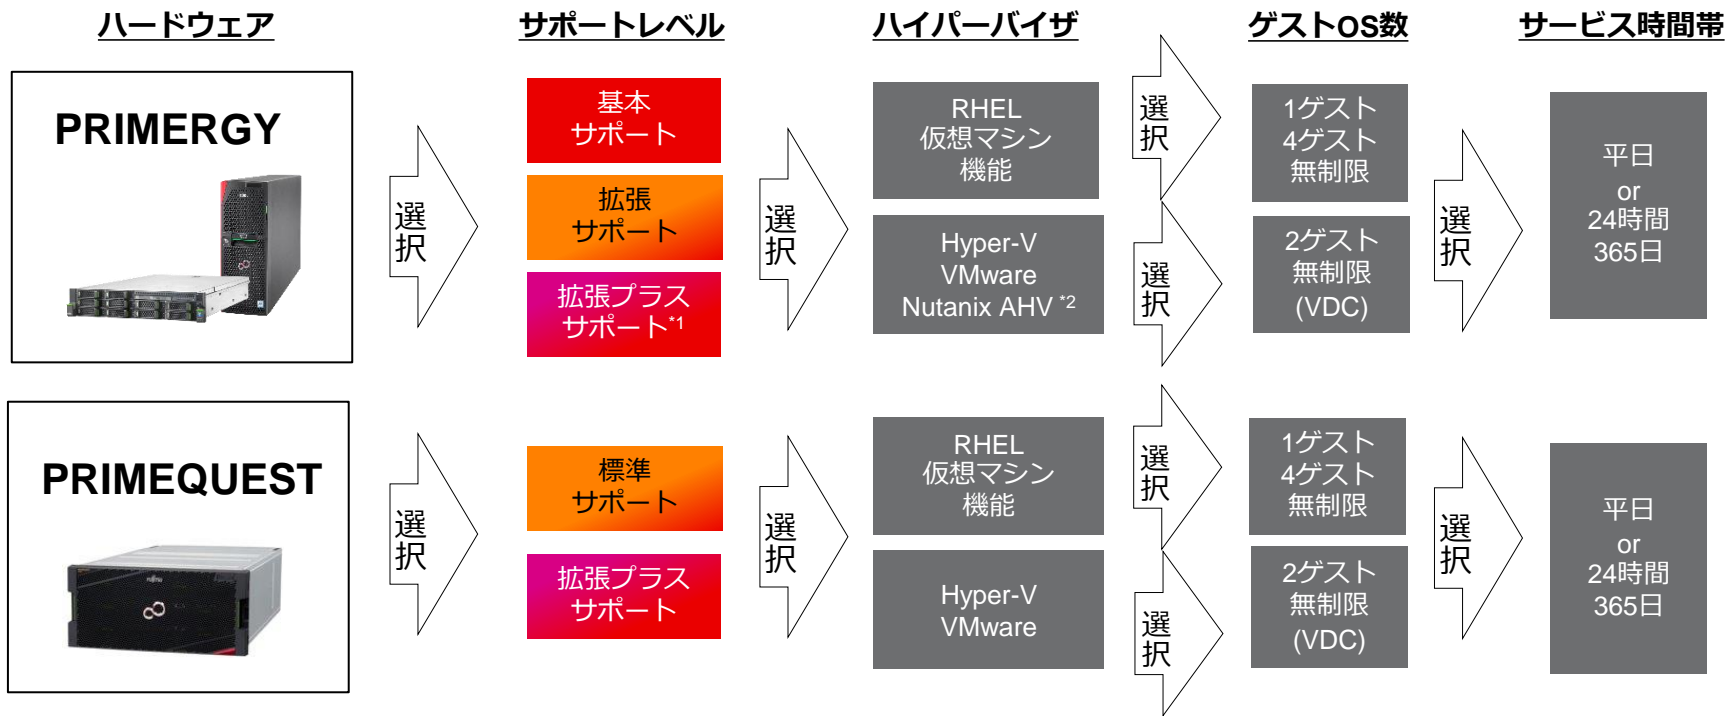 ハードウェア
サポートレベル
ハイパーバイザ
ゲストOS数
サービス時間帯
PRIMERGY
選
択
基本
サポート
拡張
サポート
拡張プラス
サポート*1
選
択
RHEL
仮想マシン
機能
Hyper-V
VMware
Nutanix AHV *2
選
択
選
択
1ゲスト
4ゲスト
無制限
2ゲスト
無制限
(VDC)
選
択
平日
or
24時間
365日
PRIMEQUEST
FUJITSU
選
択
標準
サポート
拡張プラス
サポート
選
択
RHEL
仮想マシン
機能
Hyper-V
VMware
選
択
選
択
1ゲスト
4ゲスト
無制限
2ゲスト
無制限
(VDC)
選
択
平日
or
24時間
365日